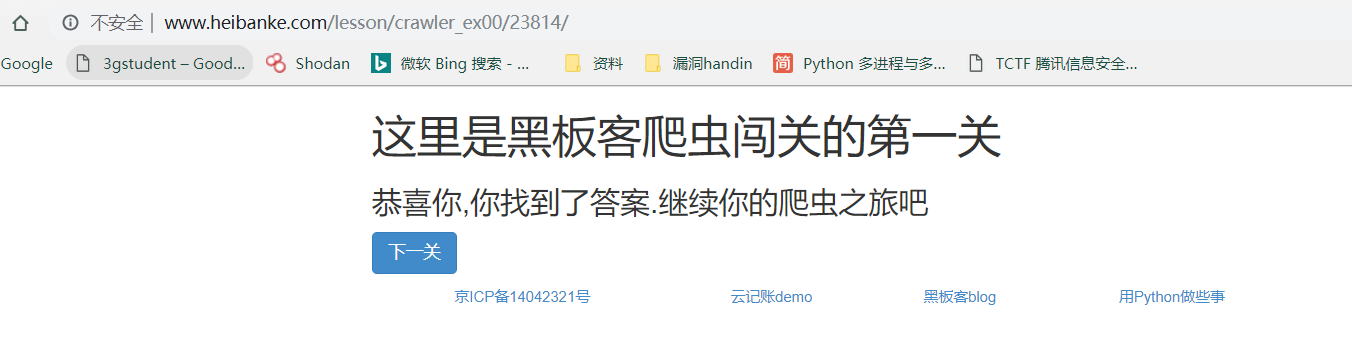 不安全 | www.heibanke.com/lesson/crawler_ex00/23814/
Google 3gstudent – Good... Shodan 微软 Bing 搜索 - ... 资料 漏洞handin 简 Python 多进程与多... TCTF 腾讯信息安全...
这里是黑板客爬虫闯关的第一关
恭喜你,你找到了答案.继续你的爬虫之旅吧
下一关
京ICP备14042321号 云记账demo 黑板客blog 用Python做些事